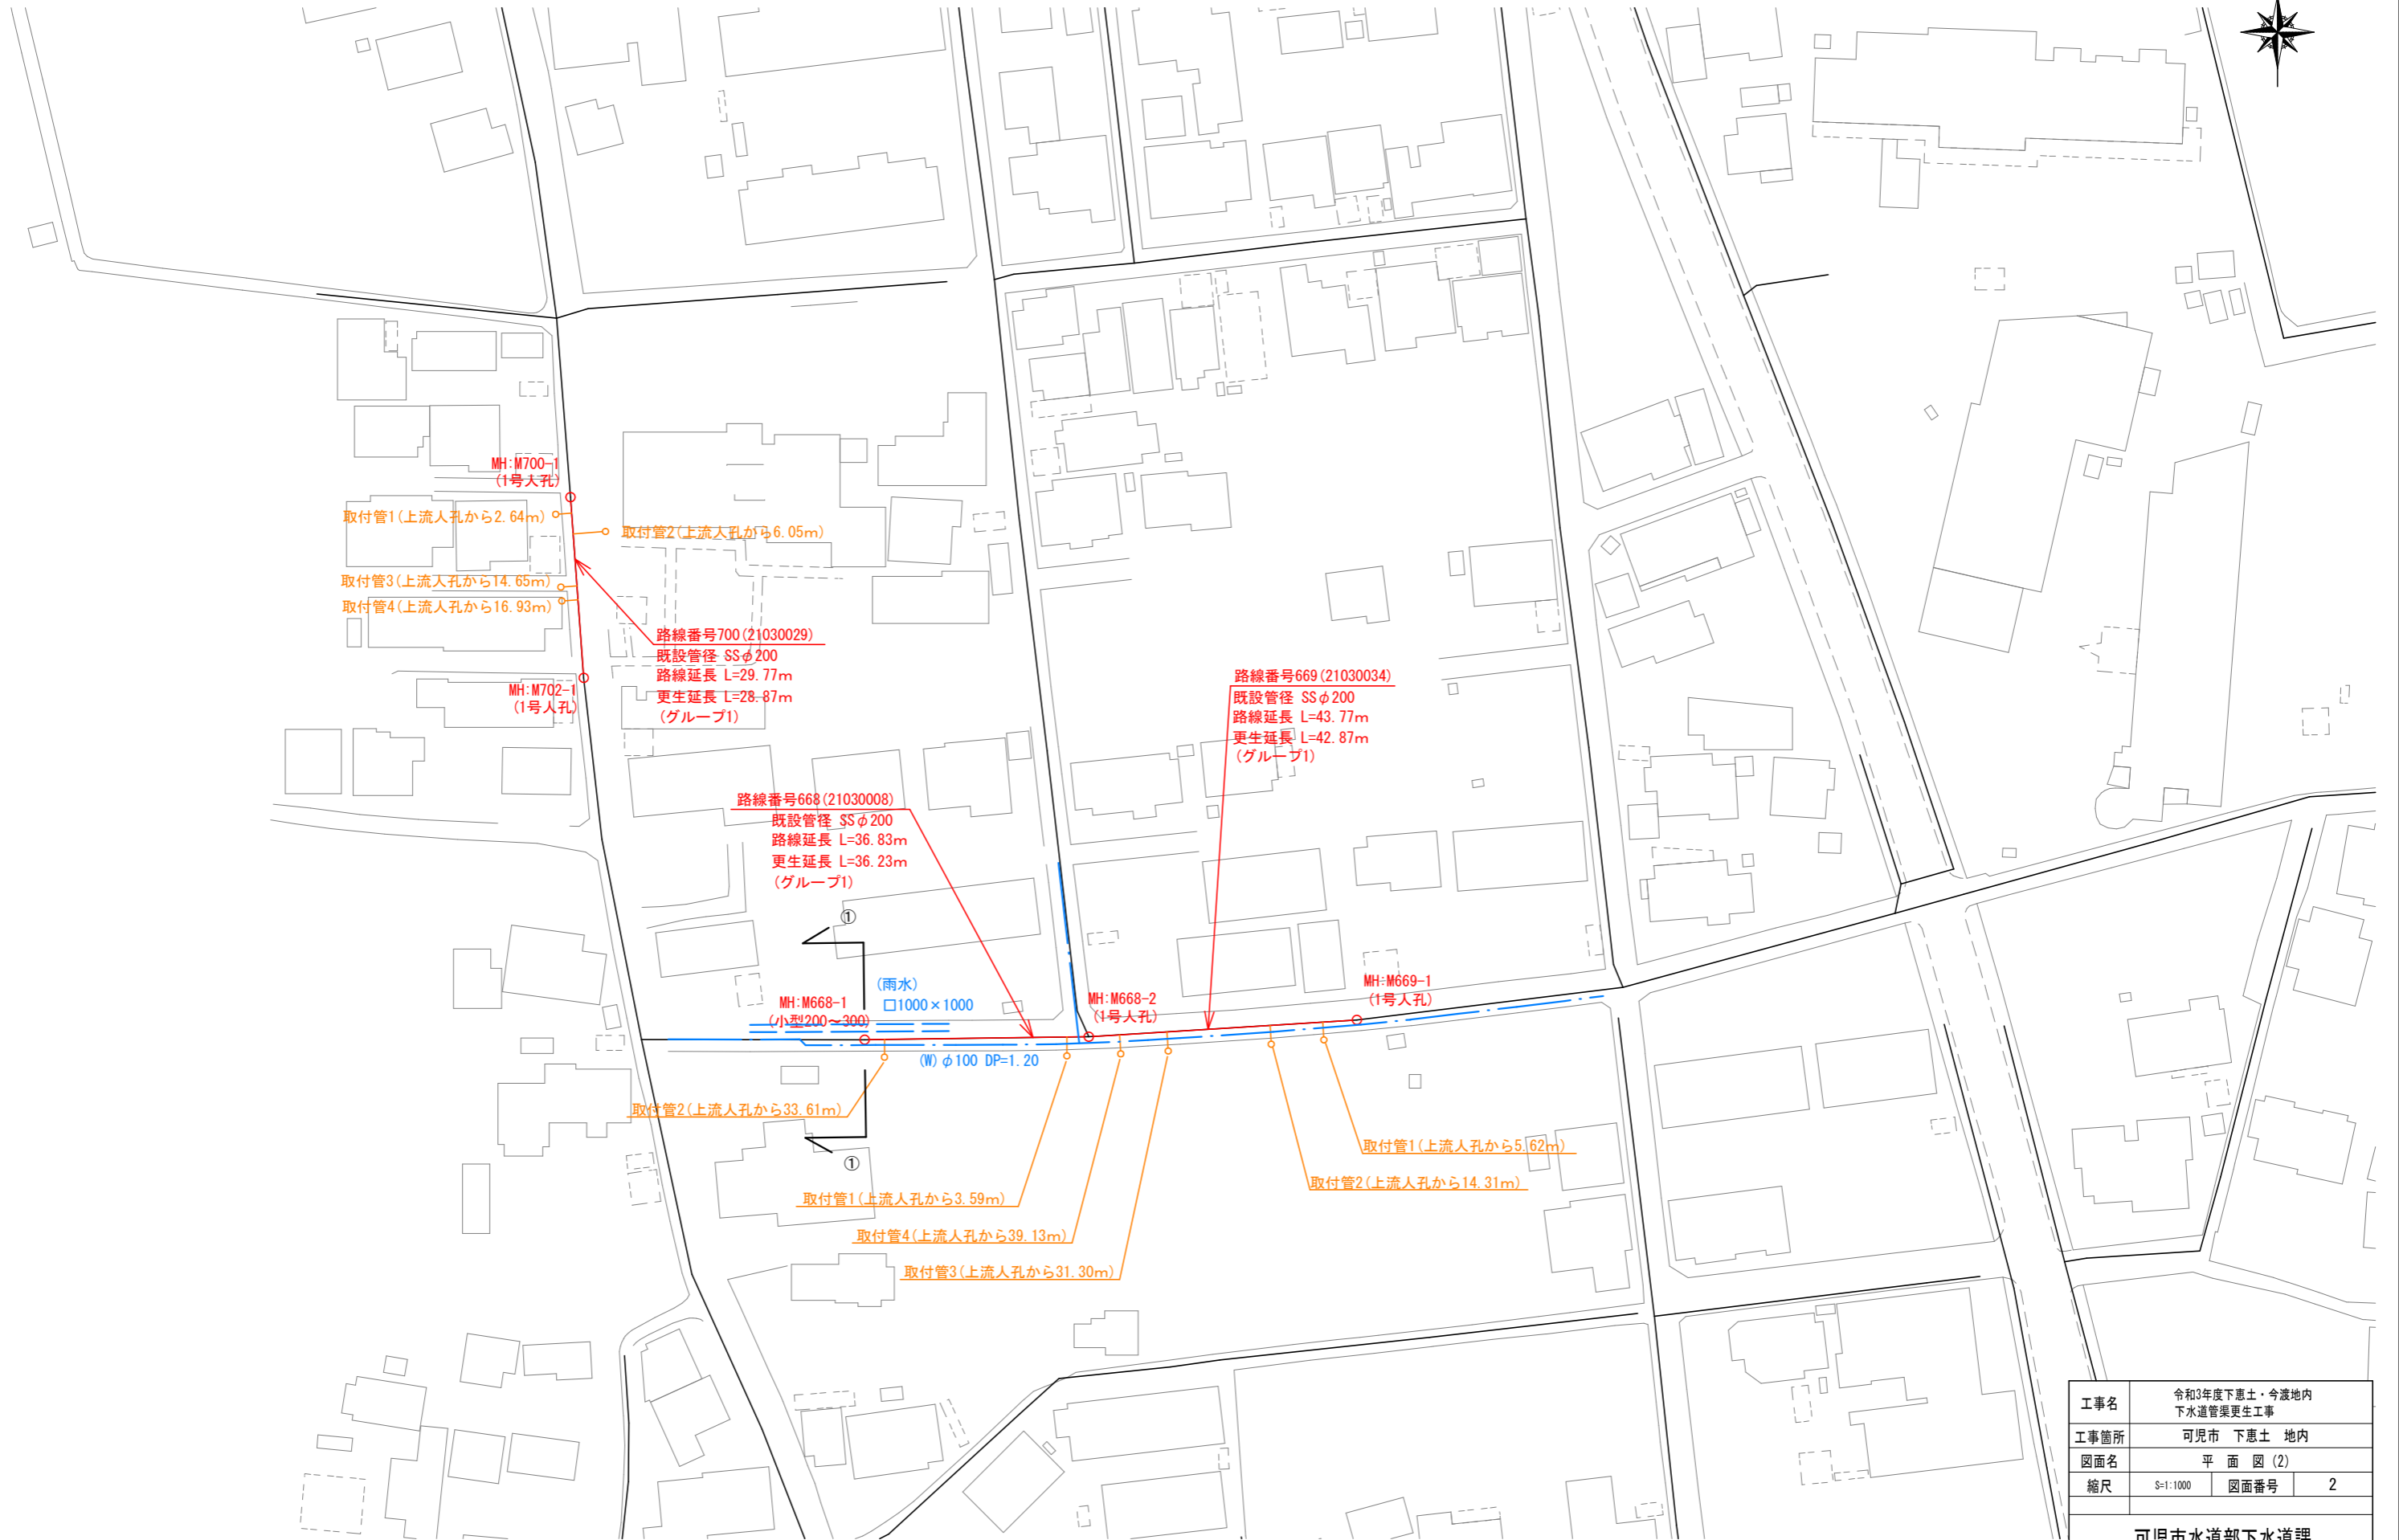 MH:M700-1
(1号人孔)
取付管1(上流人孔から2.64m)
取付管2(上流人孔から6.05m)
取付管3(上流人孔から14.65m)
取付管4(上流人孔から16.93m)
路線番号700(21030029)
既設管径 SSφ200
路線延長 L=29.77m
更生延長 L=28.87m
(グループ1)
MH:M702-1
(1号人孔)
路線番号669(21030034)
既設管径 SSφ200
路線延長 L=43.77m
更生延長 L=42.87m
(グループ1)
路線番号668(21030008)
既設管径 SSφ200
路線延長 L=36.83m
更生延長 L=36.23m
(グループ1)
①
(雨水)
□1000×1000
MH:M668-1
(小型200〜300)
MH:M668-2
(1号人孔)
MH:M669-1
(1号人孔)
(W)φ100 DP=1.20
取付管2(上流人孔から33.61m)
①
取付管1(上流人孔から5.62m)
取付管2(上流人孔から14.31m)
取付管1(上流人孔から3.59m)
取付管4(上流人孔から39.13m)
取付管3(上流人孔から31.30m)
工事名 令和3年度下恵土・今渡地内
下水道管渠更生工事
工事箇所 可児市 下恵土 地内
図面名 平 面 図(2)
縮尺 S=1:1000 図面番号 2
可児市水道部下水道課